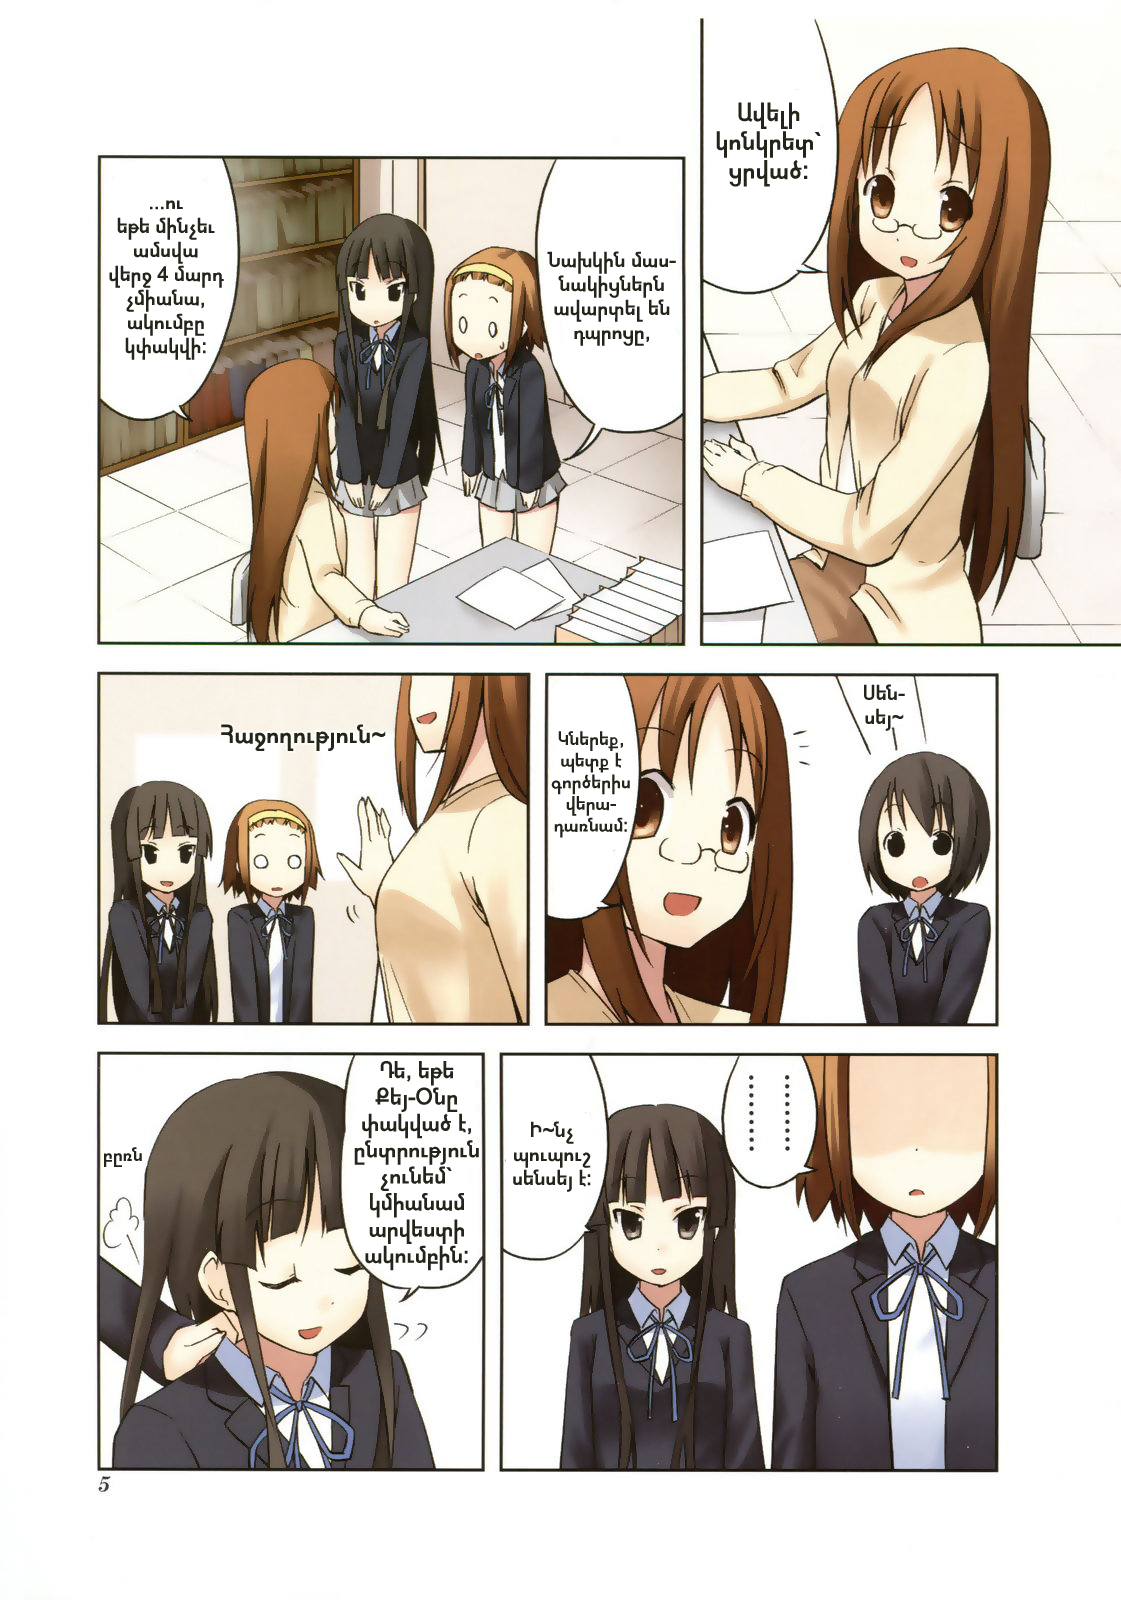 Ավելի
կոնկրետ՝
ցրված:
Նախկին մաս-
նակիցներն
ավարտել են
դպրոցը,
...ու
եթե մինչեւ
ամսվա
վերջ 4 մարդ
չմիանա,
ակումբը
կփակվի:
Սեն-
սեյ~
Կներեք,
պետք է
գործերիս
վերա-
դառնամ:
Հաջողություն~
.......
.......
Ի~նչ
պուպուշ
սենսեյ է:
Դե, եթե
Քեյ-Օնը
փակված է,
ընտրություն
չունեմ՝
կմիանամ
արվեստի
ակումբին:
բըռն
5